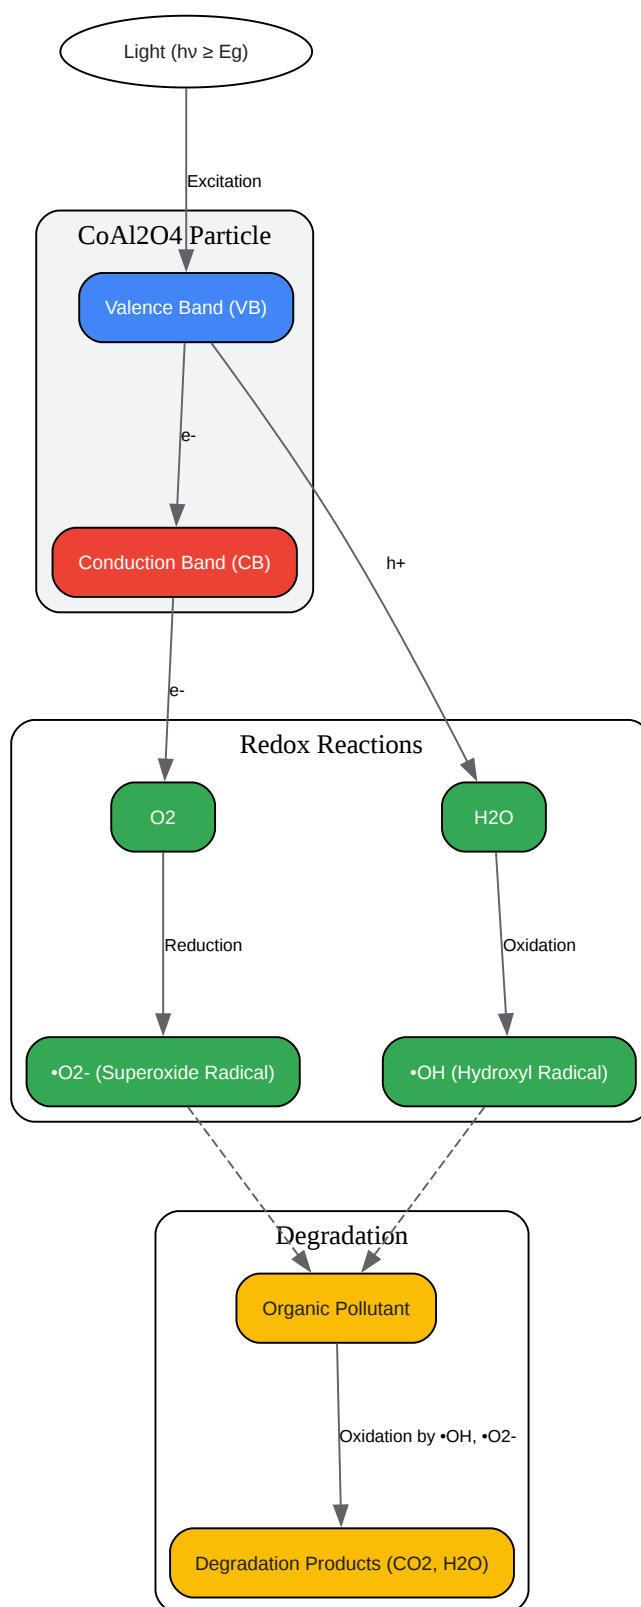 Light (hν ≥ Eg)
Excitation
CoAl2O4 Particle
Valence Band (VB)
e-
Conduction Band (CB)
h+
e-
Redox Reactions
O2
H2O
Reduction
Oxidation
•O2- (Superoxide Radical)
•OH (Hydroxyl Radical)
Degradation
Organic Pollutant
Oxidation by •OH, •O2-
Degradation Products (CO2, H2O)